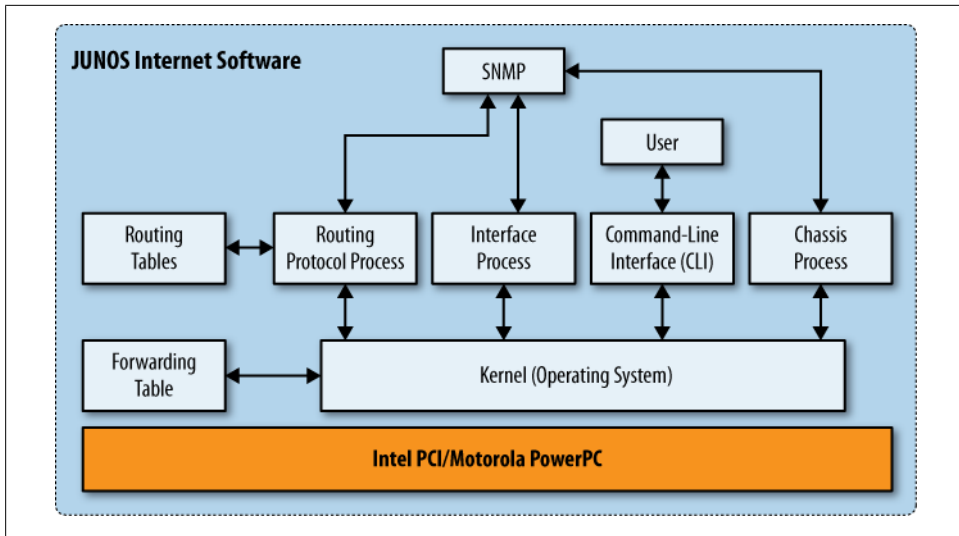 JUNOS Internet Software
SNMP
User
Routing
Tables
Routing
Protocol Process
Interface
Process
Command-Line
Interface (CLI)
Chassis
Process
Forwarding
Table
Kernel (Operating System)
Intel PCI/Motorola PowerPC